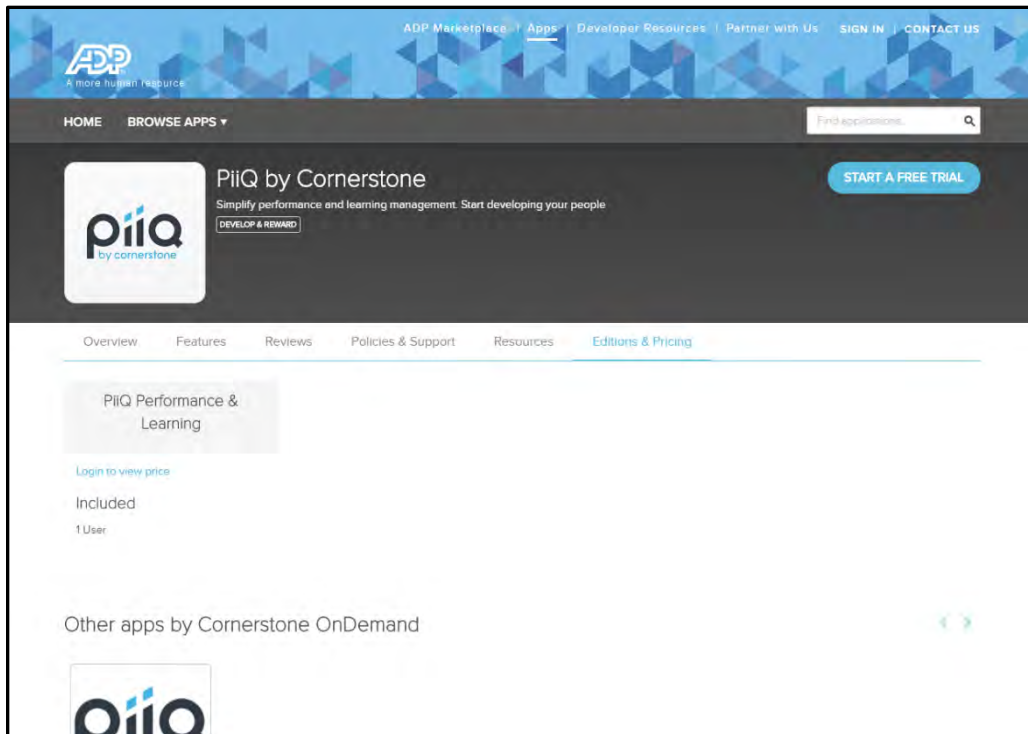 ADP Marketplace | Apps | Developer Resources | Partner with Us SIGN IN | CONTACT US
ADP
A more human resource
HOME BROWSE APPS ▾ Find applications...
PiiQ by Cornerstone START A FREE TRIAL
Simplify performance and learning management. Start developing your people
DEVELOP & REWARD
piiQ
by cornerstone
Overview Features Reviews Policies & Support Resources Editions & Pricing
PiiQ Performance &
Learning
Login to view price
Included
1 User
Other apps by Cornerstone OnDemand
piiQ